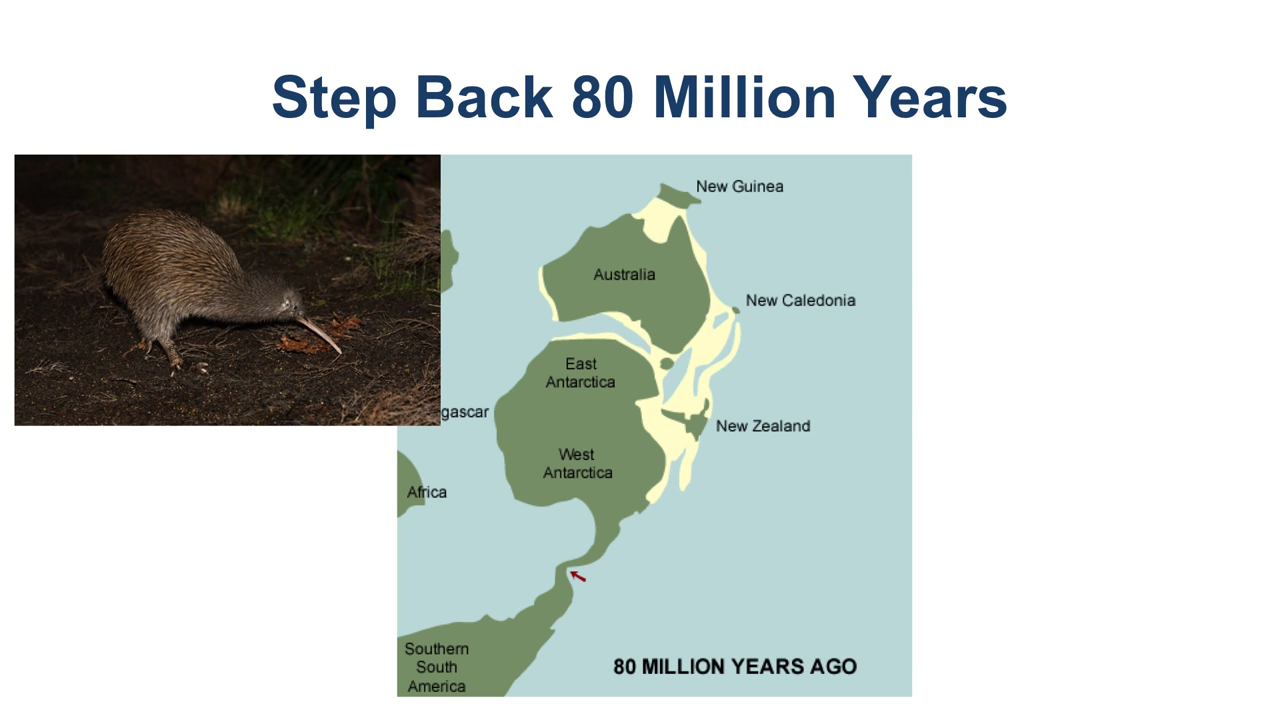 Step Back 80 Million Years
New Guinea
Australia
New Caledonia
East
Antarctica
gascar
New Zealand
West
Antarctica
Africa
Southern
South
America
80 MILLION YEARS AGO